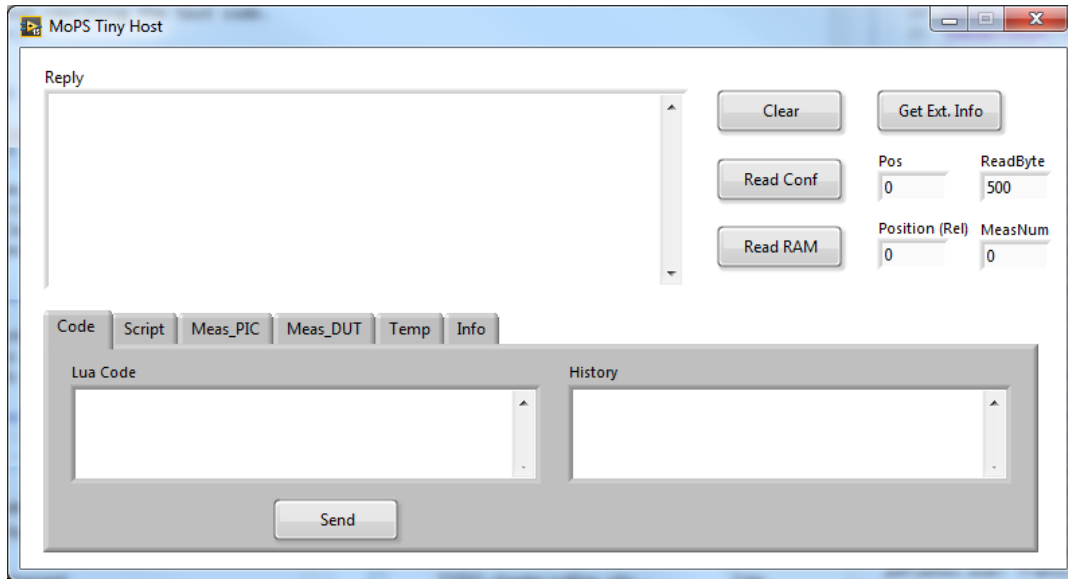 MoPS Tiny Host
Reply
Clear
Get Ext. Info
Read Conf
Pos
ReadByte
0
500
Read RAM
Position (Rel)
MeasNum
0
0
Code
Script
Meas_PIC
Meas_DUT
Temp
Info
Lua Code
History
Send